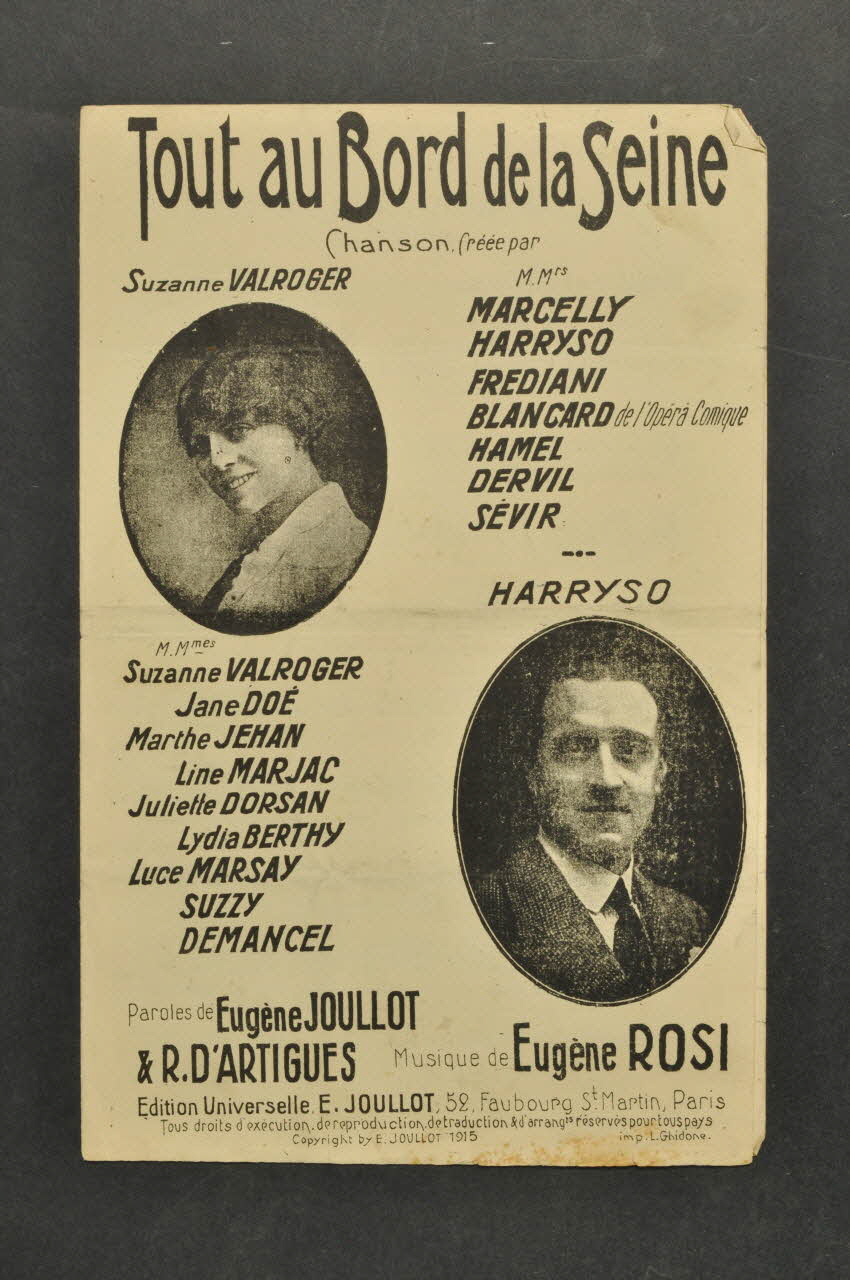 Tout au Bord de la Seine
Chanson, Créée par
Suzanne VALROGER
M.Mrs
MARCELLY
HARRYSO
FREDIANI
BLANCARD de l'Opéra Comique
HAMEL
DERVIL
SÉVIR
HARRYSO
M.Mmes
Suzanne VALROGER
Jane DOÉ
Marthe JEHAN
Line MARJAC
Juliette DORSAN
Lydia BERTHY
Luce MARSAY
SUZZY
DEMANCEL
Paroles de Eugène JOULLOT
& R. D'ARTIGUES
Musique de Eugène ROSI
Edition Universelle, E. JOULLOT, 52, Faubourg St Martin, Paris
Tous droits d'exécution, de reproduction, de traduction & d'arrangts réservés pour tous pays
Copyright by E. JOULLOT 1915
imp. L. Ghidone.